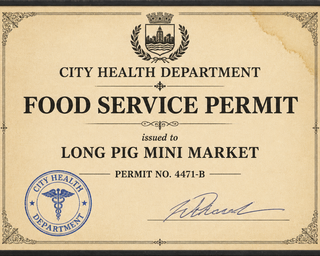 CITY HEALTH DEPARTMENT
FOOD SERVICE PERMIT
issued to
LONG PIG MINI MARKET
PERMIT NO. 4471-B
CITY HEALTH
DEPARTMENT